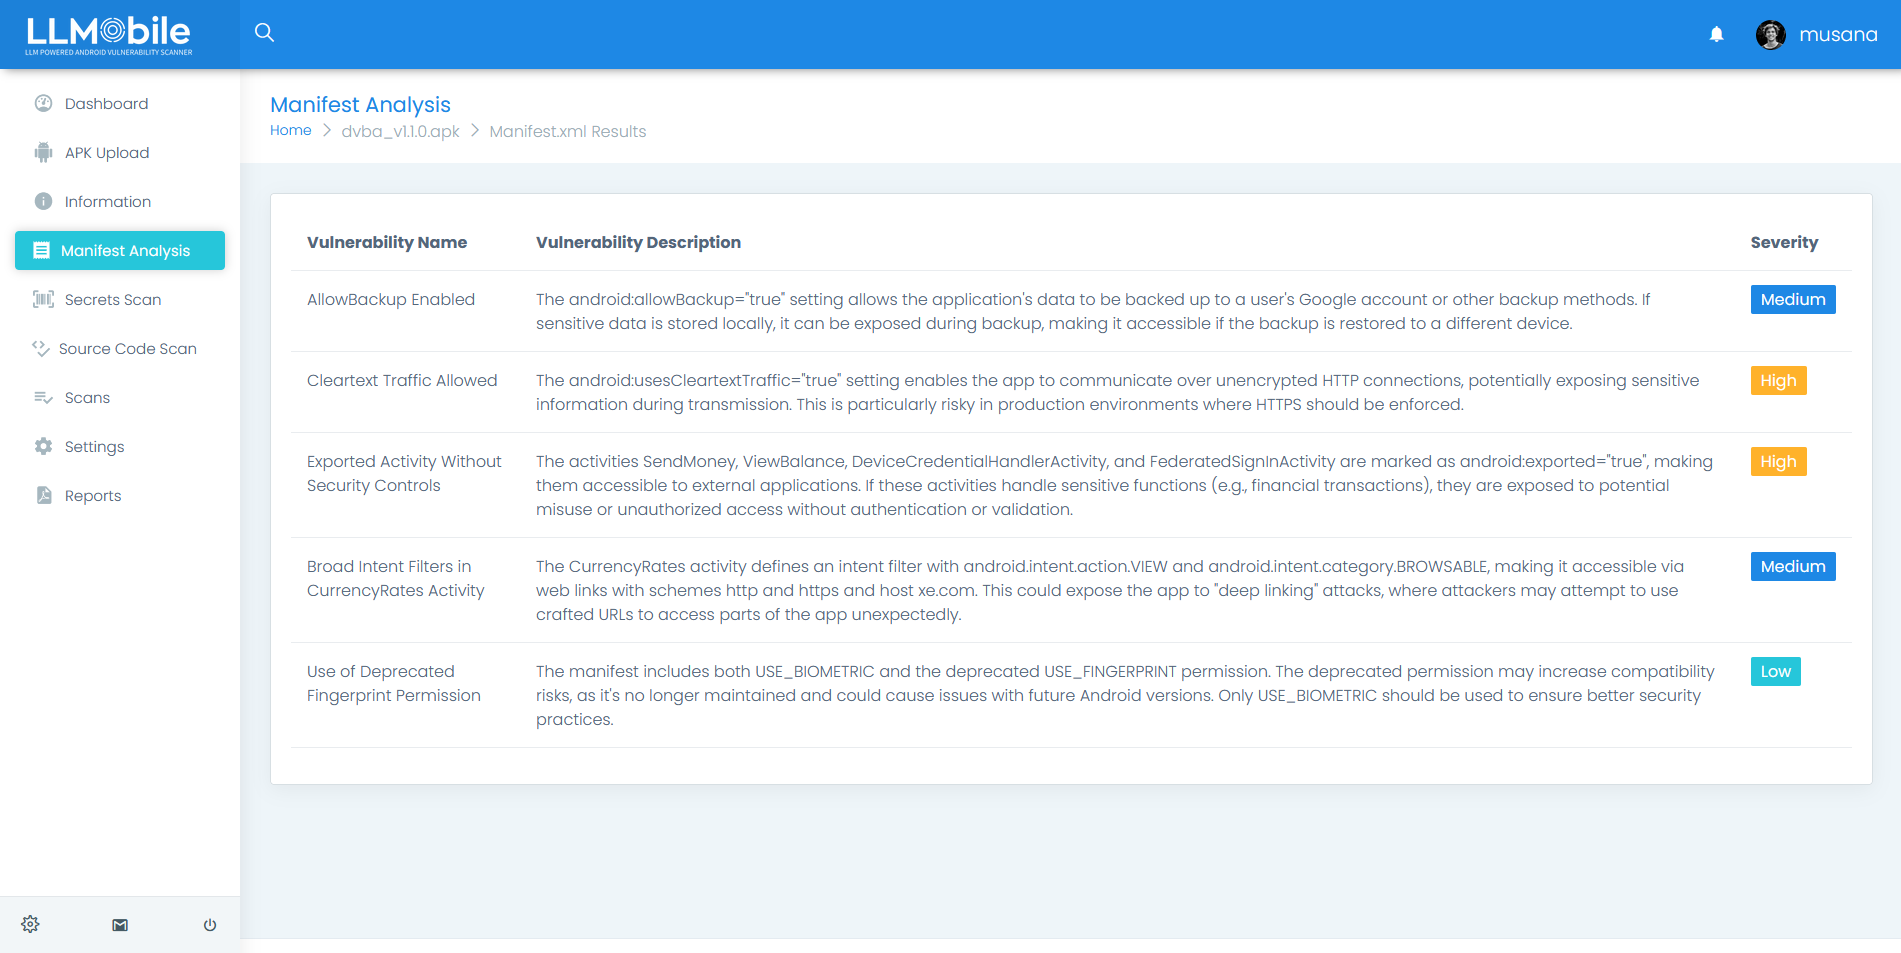 LLMobile
LLM POWERED ANDROID VULNERABILITY SCANNER
musana
Dashboard
APK Upload
Information
Manifest Analysis
Secrets Scan
Source Code Scan
Scans
Settings
Reports
Manifest Analysis
Home > dvba_v1.1.0.apk > Manifest.xml Results
Vulnerability Name Vulnerability Description Severity
AllowBackup Enabled
The android:allowBackup="true" setting allows the application's data to be backed up to a user's Google account or other backup methods. If
sensitive data is stored locally, it can be exposed during backup, making it accessible if the backup is restored to a different device.
Medium
Cleartext Traffic Allowed
The android:usesCleartextTraffic="true" setting enables the app to communicate over unencrypted HTTP connections, potentially exposing sensitive
information during transmission. This is particularly risky in production environments where HTTPS should be enforced.
High
Exported Activity Without
Security Controls
The activities SendMoney, ViewBalance, DeviceCredentialHandlerActivity, and FederatedSignInActivity are marked as android:exported="true", making
them accessible to external applications. If these activities handle sensitive functions (e.g., financial transactions), they are exposed to potential
misuse or unauthorized access without authentication or validation.
High
Broad Intent Filters in
CurrencyRates Activity
The CurrencyRates activity defines an intent filter with android.intent.action.VIEW and android.intent.category.BROWSABLE, making it accessible via
web links with schemes http and https and host xe.com. This could expose the app to "deep linking" attacks, where attackers may attempt to use
crafted URLs to access parts of the app unexpectedly.
Medium
Use of Deprecated
Fingerprint Permission
The manifest includes both USE_BIOMETRIC and the deprecated USE_FINGERPRINT permission. The deprecated permission may increase compatibility
risks, as it's no longer maintained and could cause issues with future Android versions. Only USE_BIOMETRIC should be used to ensure better security
practices.
Low